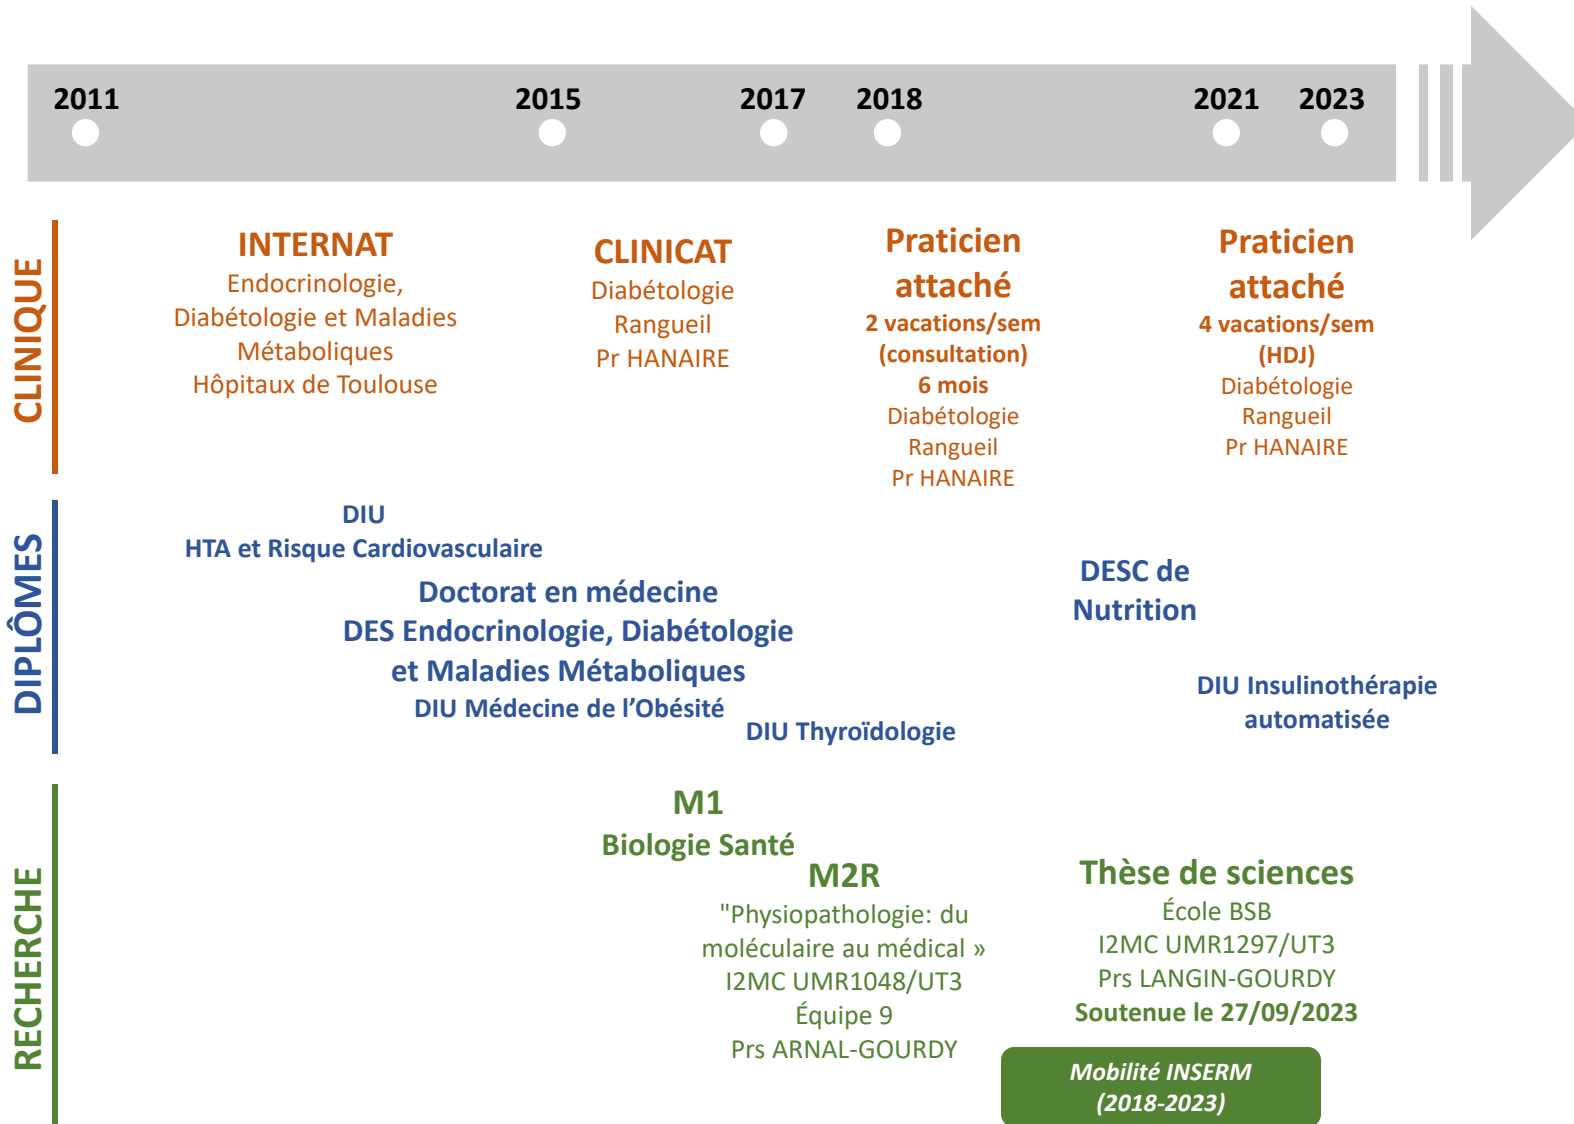 2011
2015
2017
2018
2021
2023
CLINIQUE
INTERNAT
Endocrinologie,
Diabétologie et Maladies
Métaboliques
Hôpitaux de Toulouse
CLINICAT
Diabétologie
Rangueil
Pr HANAIRE
Praticien
attaché
2 vacations/sem
(consultation)
6 mois
Diabétologie
Rangueil
Pr HANAIRE
Praticien
attaché
4 vacations/sem
(HDJ)
Diabétologie
Rangueil
Pr HANAIRE
DIPLÔMES
DIU
HTA et Risque Cardiovasculaire
Doctorat en médecine
DES Endocrinologie, Diabétologie
et Maladies Métaboliques
DIU Médecine de l’Obésité
DIU Thyroïdologie
DESC de
Nutrition
DIU Insulinothérapie
automatisée
RECHERCHE
M1
Biologie Santé
M2R
"Physiopathologie: du
moléculaire au médical »
I2MC UMR1048/UT3
Équipe 9
Prs ARNAL-GOURDY
Thèse de sciences
École BSB
I2MC UMR1297/UT3
Prs LANGIN-GOURDY
Soutenue le 27/09/2023
Mobilité INSERM
(2018-2023)